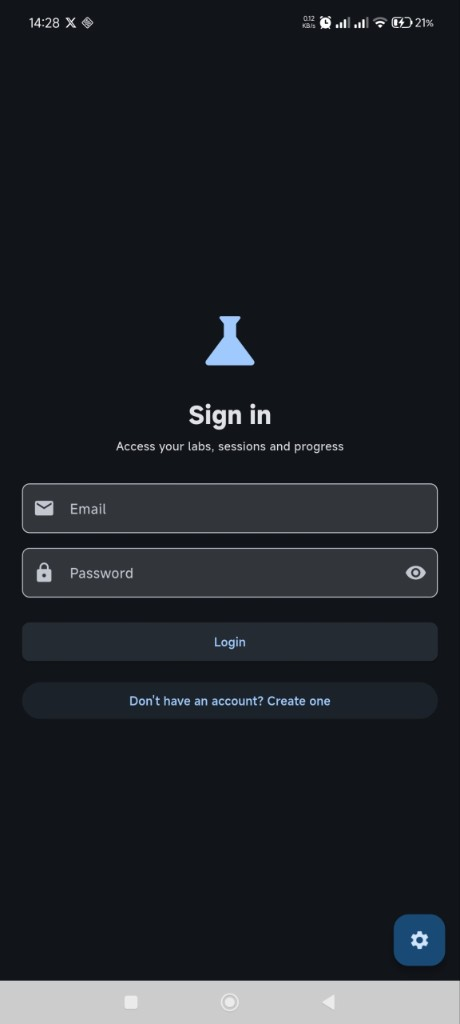 14:28
0.12
KB/s
21%
Sign in
Access your labs, sessions and progress
Email
Password
Login
Don't have an account? Create one